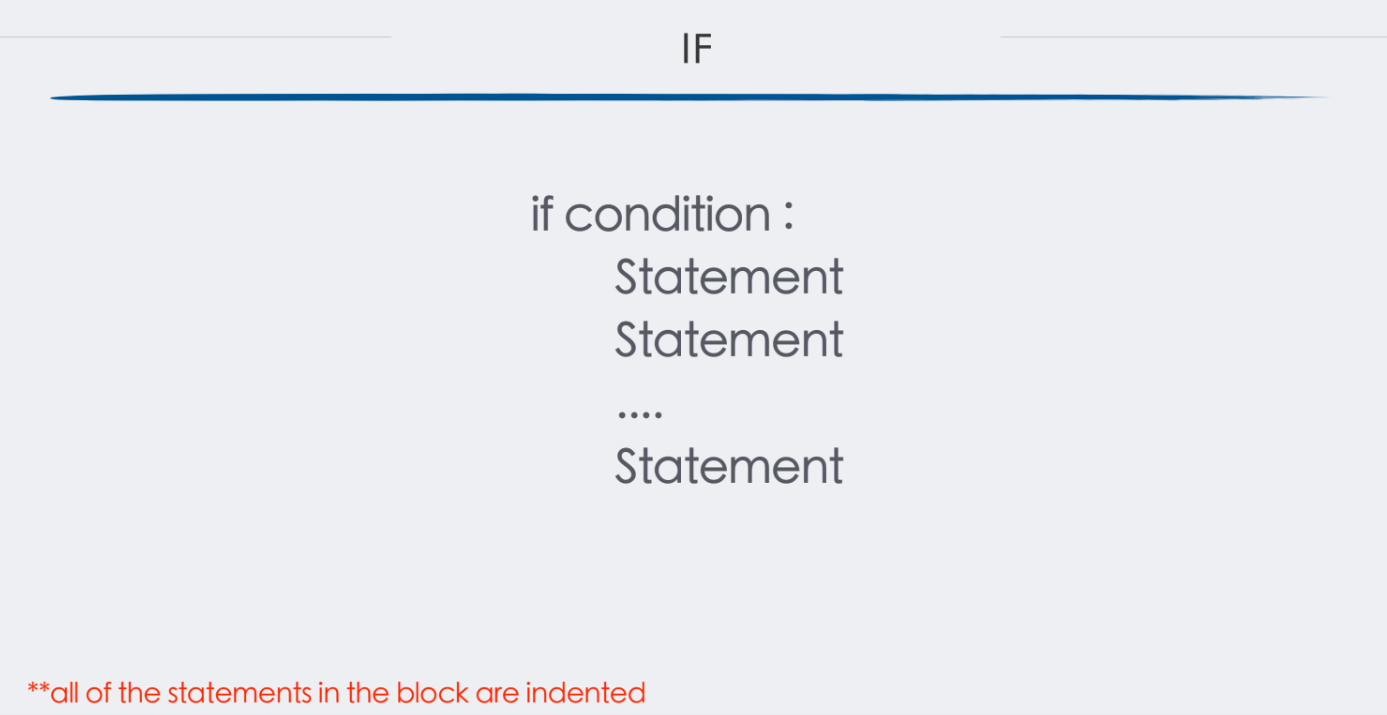 IF
if condition :
Statement
Statement
....
Statement
**all of the statements in the block are indented